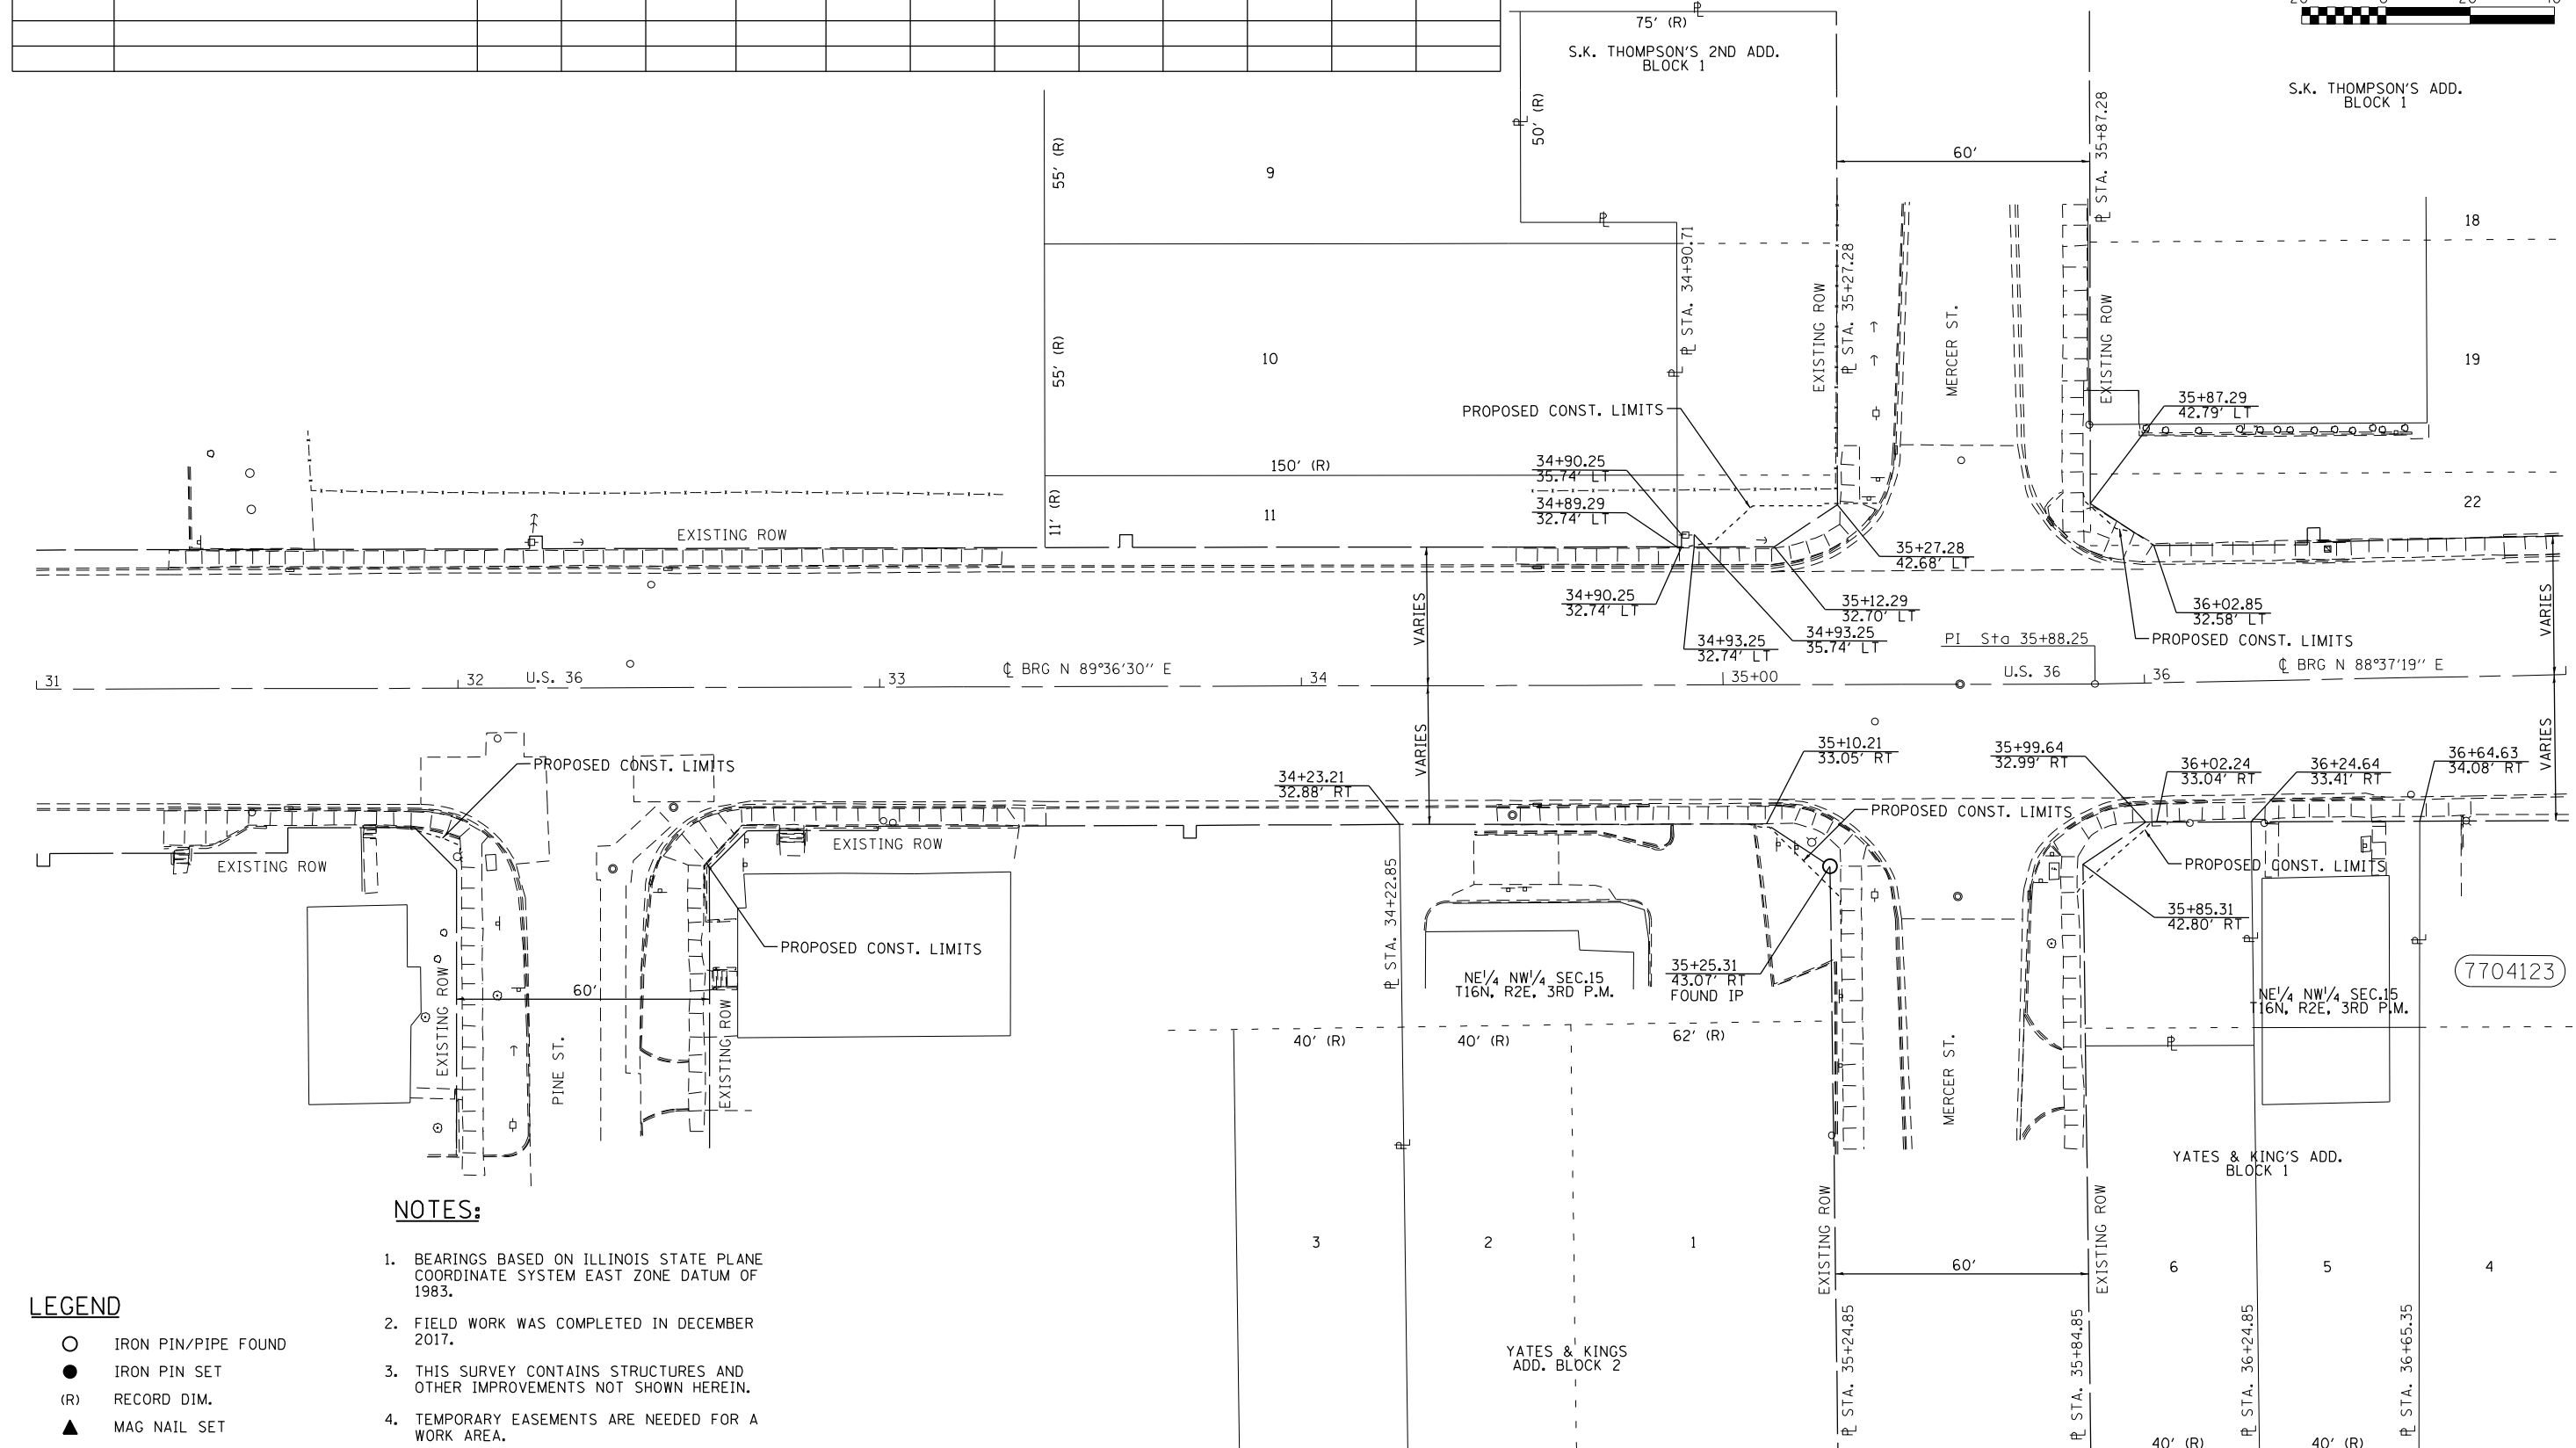 75' (R)
S.K. THOMPSON'S 2ND ADD.
BLOCK 1
50' (R)
S.K. THOMPSON'S ADD.
BLOCK 1
55' (R)
9
60'
℄ STA. 35+87.28
18
55' (R)
10
℄ STA. 34+90.71
EXISTING ROW
℄ STA. 35+27.28
MERCER ST.
EXISTING ROW
19
PROPOSED CONST. LIMITS
35+87.29
42.79' LT
150' (R)
34+90.25
35.74' LT
34+89.29
32.74' LT
11' (R)
11
22
EXISTING ROW
35+27.28
42.68' LT
34+90.25
32.74' LT
35+12.29
32.70' LT
36+02.85
32.58' LT
VARIES
VARIES
34+93.25
32.74' LT
34+93.25
35.74' LT
PI Sta 35+88.25
PROPOSED CONST. LIMITS
31
32
U.S. 36
33
℄ BRG N 89°36'30'' E
34
35+00
U.S. 36
36
℄ BRG N 88°37'19'' E
VARIES
VARIES
PROPOSED CONST. LIMITS
34+23.21
32.88' RT
35+10.21
33.05' RT
35+99.64
32.99' RT
36+02.24
33.04' RT
36+24.64
33.41' RT
36+64.63
34.08' RT
PROPOSED CONST. LIMITS
EXISTING ROW
EXISTING ROW
PROPOSED CONST. LIMITS
PROPOSED CONST. LIMITS
35+85.31
42.80' RT
℄ STA. 34+22.85
35+25.31
43.07' RT
FOUND IP
NE¼ NW¼ SEC.15
T16N, R2E, 3RD P.M.
7704123
NE¼ NW¼ SEC.15
T16N, R2E, 3RD P.M.
60'
EXISTING ROW
PINE ST.
EXISTING ROW
40' (R)
40' (R)
62' (R)
MERCER ST.
YATES & KING'S ADD.
BLOCK 1
3
2
1
EXISTING ROW
60'
EXISTING ROW
6
5
4
YATES & KINGS
ADD. BLOCK 2
℄ STA. 35+24.85
℄ STA. 35+84.85
℄ STA. 36+24.85
℄ STA. 36+65.35
40' (R)
40' (R)
NOTES:
1. BEARINGS BASED ON ILLINOIS STATE PLANE
COORDINATE SYSTEM EAST ZONE DATUM OF
1983.
2. FIELD WORK WAS COMPLETED IN DECEMBER
2017.
3. THIS SURVEY CONTAINS STRUCTURES AND
OTHER IMPROVEMENTS NOT SHOWN HEREIN.
4. TEMPORARY EASEMENTS ARE NEEDED FOR A
WORK AREA.
LEGEND
IRON PIN/PIPE FOUND
IRON PIN SET
(R) RECORD DIM.
MAG NAIL SET